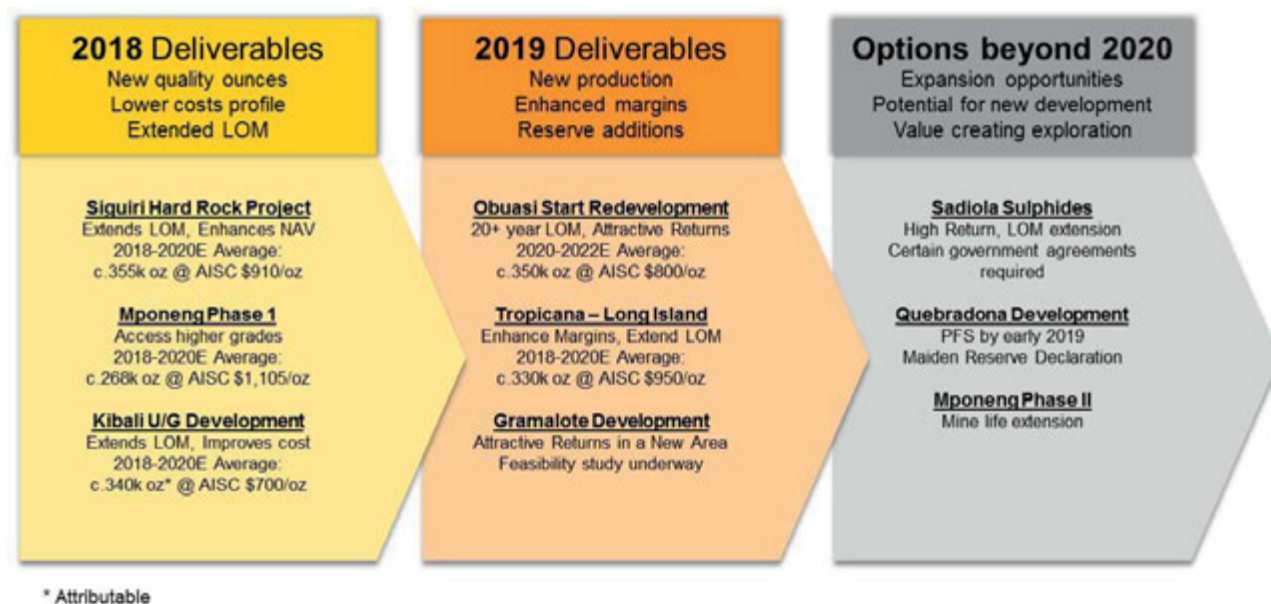 2018 Deliverables
New quality ounces
Lower costs profile
Extended LOM
Siguiri Hard Rock Project
Extends LOM, Enhances NAV
2018-2020E Average:
c.355k oz @ AISC $910/oz
Mponeng Phase 1
Access higher grades
2018-2020E Average:
c.268k oz @ AISC $1,105/oz
Kibali U/G Development
Extends LOM, Improves cost
2018-2020E Average:
c.340k oz* @ AISC $700/oz
2019 Deliverables
New production
Enhanced margins
Reserve additions
Obuasi Start Redevelopment
20+ year LOM, Attractive Returns
2020-2022E Average:
c.350k oz @ AISC $800/oz
Tropicana – Long Island
Enhance Margins, Extend LOM
2018-2020E Average:
c.330k oz @ AISC $950/oz
Gramalote Development
Attractive Returns in a New Area
Feasibility study underway
Options beyond 2020
Expansion opportunities
Potential for new development
Value creating exploration
Sadiola Sulphides
High Return, LOM extension
Certain government agreements
required
Quebradona Development
PFS by early 2019
Maiden Reserve Declaration
Mponeng Phase II
Mine life extension
* Attributable